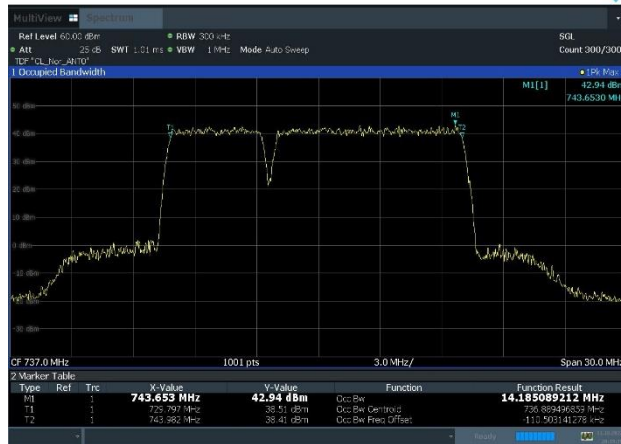 MultiView Spectrum
Ref Level 60.00 dBm RBW 300 kHz SGL
Att 25 dB SWT 1.01 ms VBW 1 MHz Mode Auto Sweep Count 300/300
TDF "CL_Nor_ANT0"
1 Occupied Bandwidth 1Pk Max
M1[1] 42.94 dBm
743.6530 MHz
50 dBm
M1
T1 T2
40 dBm
30 dBm
20 dBm
10 dBm
0 dBm
-10 dBm
-20 dBm
-30 dBm
CF 737.0 MHz 1001 pts 3.0 MHz/ Span 30.0 MHz
2 Marker Table
Type Ref Trc X-Value Y-Value Function Function Result
M1 1 743.653 MHz 42.94 dBm Occ Bw 14.185089212 MHz
T1 1 729.797 MHz 38.51 dBm Occ Bw Centroid 736.889496859 MHz
T2 1 743.982 MHz 38.41 dBm Occ Bw Freq Offset -110.503141278 kHz
Ready